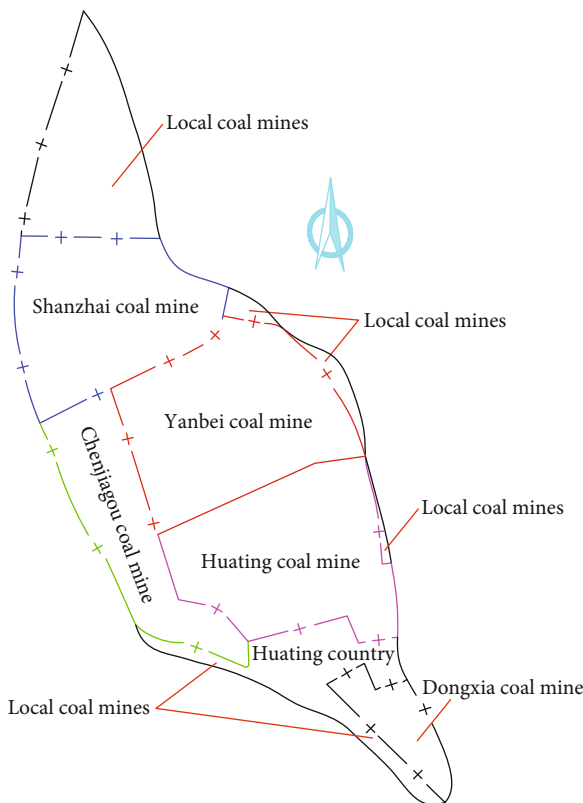 Local coal mines
Shanzhai coal mine
Local coal mines
Yanbei coal mine
Chenjiagou coal mine
Local coal mines
Huating coal mine
Huating country
Dongxia coal mine
Local coal mines